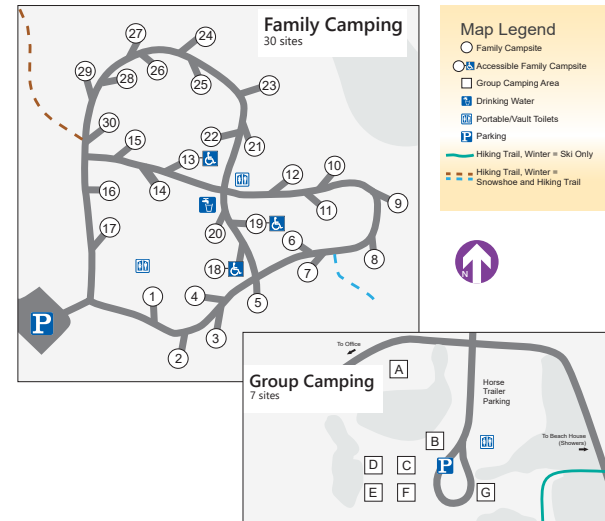 Family Camping
30 sites
27
24
26
25
29
28
23
30
22
21
15
13
14
12
10
11
9
16
17
19
20
6
18
7
8
1
4
5
2
3
P
Map Legend
Family Campsite
Accessible Family Campsite
Group Camping Area
Drinking Water
Portable/Vault Toilets
P Parking
Hiking Trail, Winter = Ski Only
Hiking Trail, Winter =
Snowshoe and Hiking Trail
N
Group Camping
7 sites
To Office
A
Horse
Trailer
Parking
B
To Beach House
(Showers)
D
C
P
E
F
G